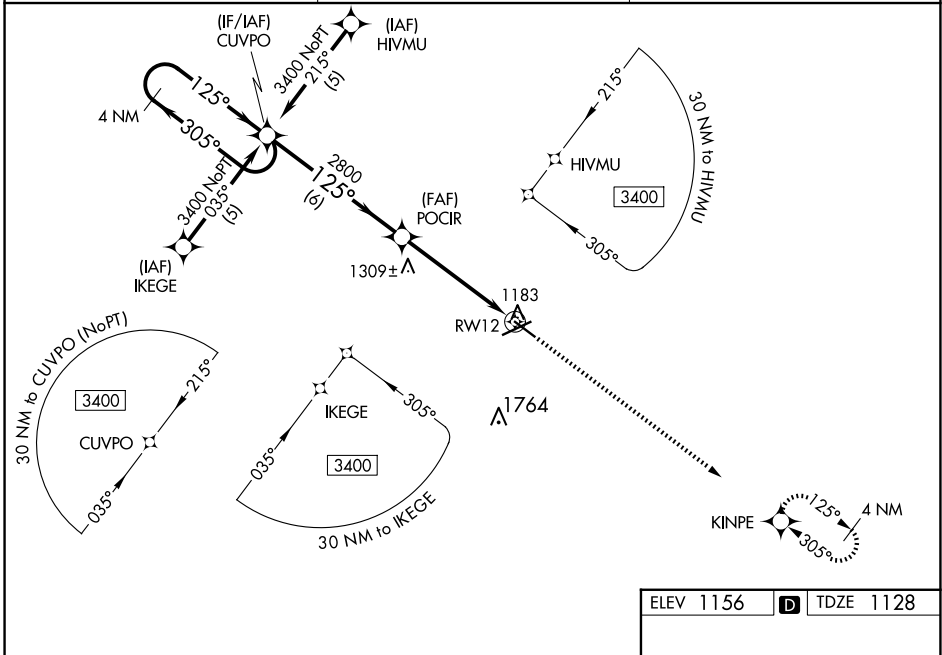 (IF/IAF)
CUVPO
(IAF)
HIVMU
3400 NoPT
215°
(5)
125°
4 NM
305°
3400 NoPT
035°
(5)
(IAF)
IKEGE
2800
125°
(6)
(FAF)
POCIR
1309±
1183
RW12
1764
215°
HIVMU
3400
305°
30 NM to HIVMU
30 NM to CUVPO (NoPT)
3400
215°
CUVPO
035°
305°
IKEGE
035°
3400
30 NM to IKEGE
KINPE
125°
4 NM
305°
ELEV 1156 D TDZE 1128